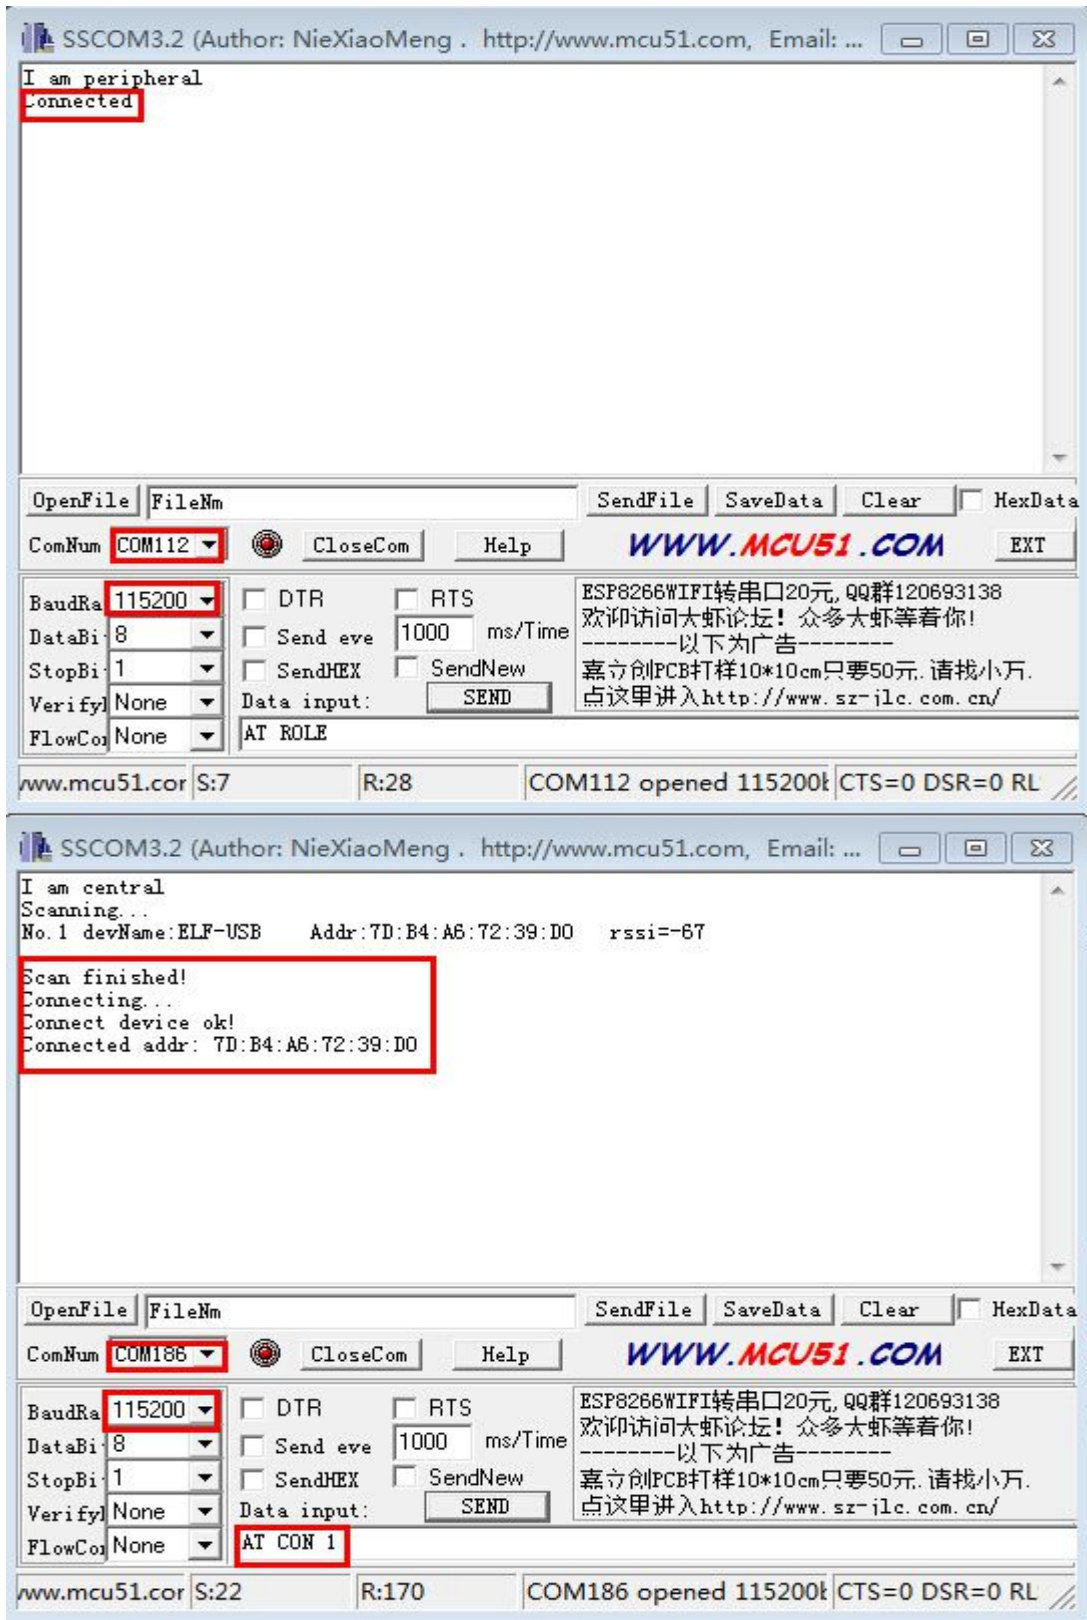 SSCOM3.2 (Author: NieXiaoMeng . http://www.mcu51.com, Email: ...
I am peripheral
Connected
OpenFile FileNm SendFile SaveData Clear HexData
ComNum COM112 CloseCom Help WWW.MCU51.COM EXT
BaudRa 115200 DTR RTS
DataBi 8 Send eve 1000 ms/Time
StopBi 1 SendHEX SendNew
Verify None Data input: SEND
FlowCo None AT ROLE
ESP8266WIFI转串口20元,QQ群120693138
欢迎访问大虾论坛! 众多大虾等着你!
--------以下为广告--------
嘉立创PCB打样10*10cm只要50元.请找小万.
点这里进入http://www.sz-jlc.com.cn/
www.mcu51.cor S:7 R:28 COM112 opened 115200 CTS=0 DSR=0 RL
SSCOM3.2 (Author: NieXiaoMeng . http://www.mcu51.com, Email: ...
I am central
Scanning...
No.1 devName:ELF-USB Addr:7D:B4:A6:72:39:D0 rssi=-67
Scan finished!
Connecting...
Connect device ok!
Connected addr: 7D:B4:A6:72:39:D0
OpenFile FileNm SendFile SaveData Clear HexData
ComNum COM186 CloseCom Help WWW.MCU51.COM EXT
BaudRa 115200 DTR RTS
DataBi 8 Send eve 1000 ms/Time
StopBi 1 SendHEX SendNew
Verify None Data input: SEND
FlowCo None AT CON 1
ESP8266WIFI转串口20元,QQ群120693138
欢迎访问大虾论坛! 众多大虾等着你!
--------以下为广告--------
嘉立创PCB打样10*10cm只要50元.请找小万.
点这里进入http://www.sz-jlc.com.cn/
www.mcu51.cor S:22 R:170 COM186 opened 115200 CTS=0 DSR=0 RL